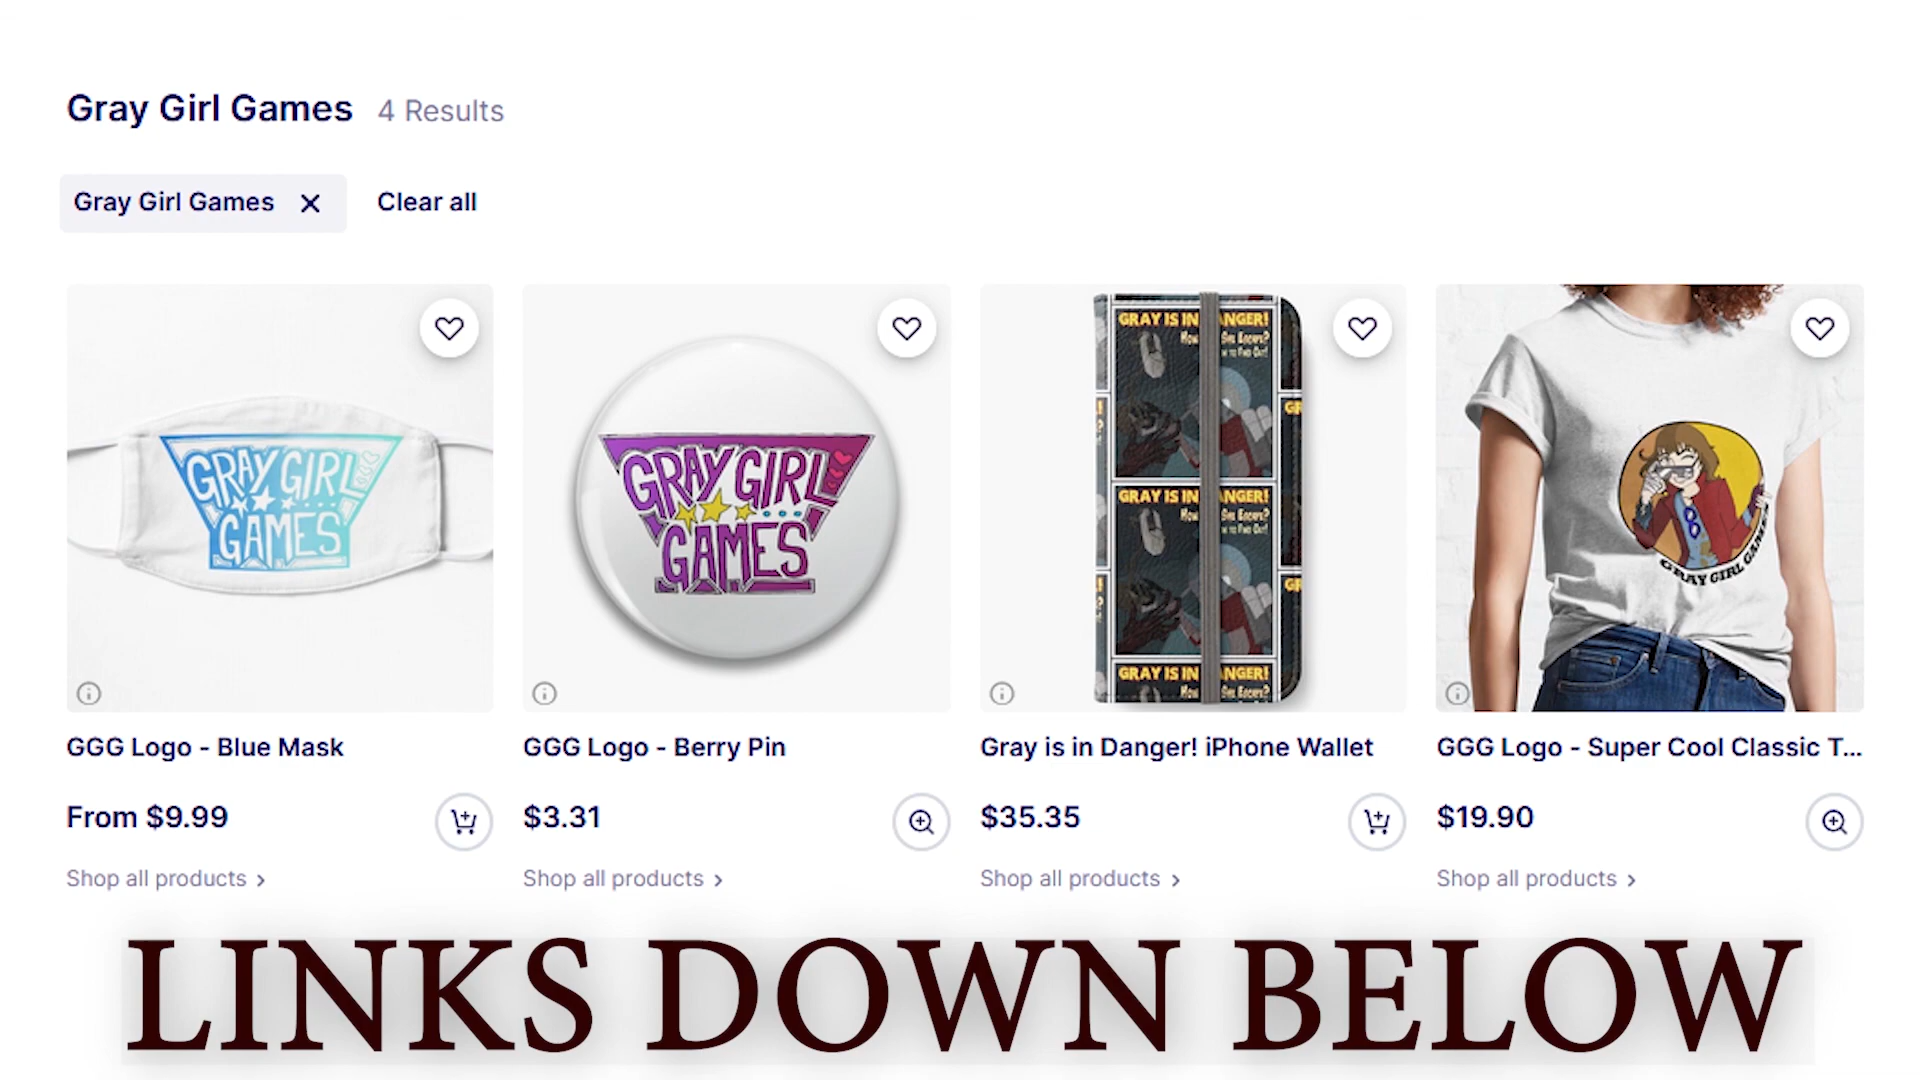 Gray Girl Games 4 Results
Gray Girl Games Clear all
GRAY GIRL
GAMES
GRAY GIRL
GAMES
GRAY IS IN ANGER!
GRAY IS IN ANGER!
GRAY IS IN ANGER!
GRAY GIRL GAMES
GGG Logo - Blue Mask
From $9.99
Shop all products
GGG Logo - Berry Pin
$3.31
Shop all products
Gray is in Danger! iPhone Wallet
$35.35
Shop all products
GGG Logo - Super Cool Classic T...
$19.90
Shop all products
LINKS DOWN BELOW